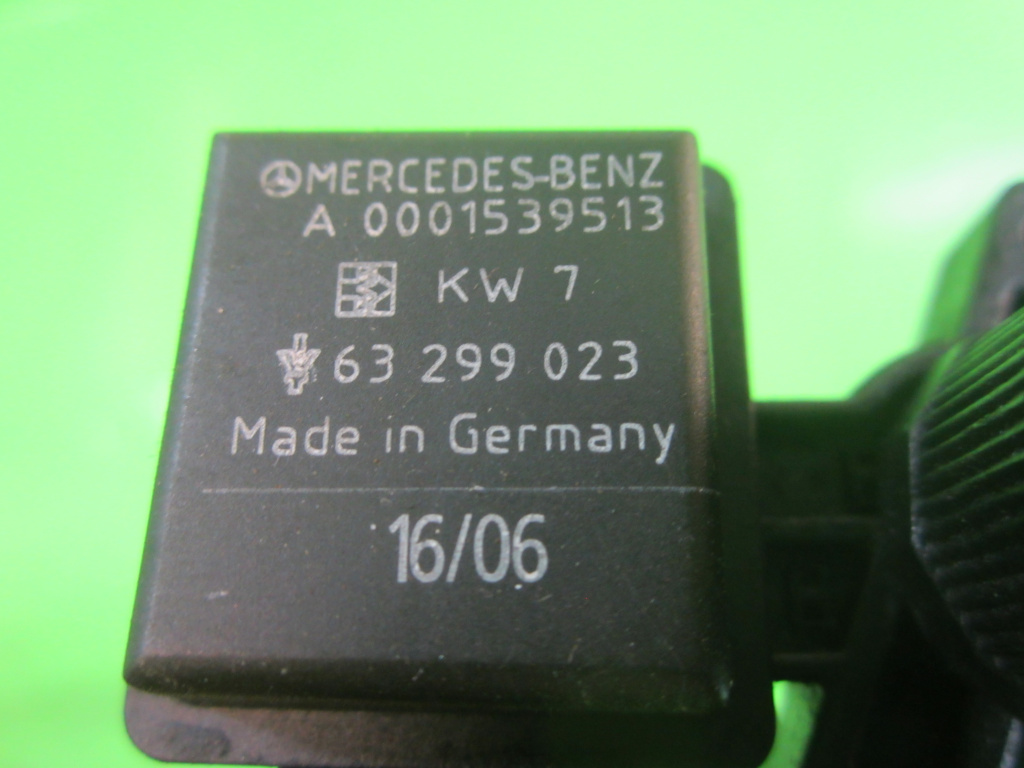 MERCEDES-BENZ
A 0001539513
KW 7
63 299 023
Made in Germany
16/06